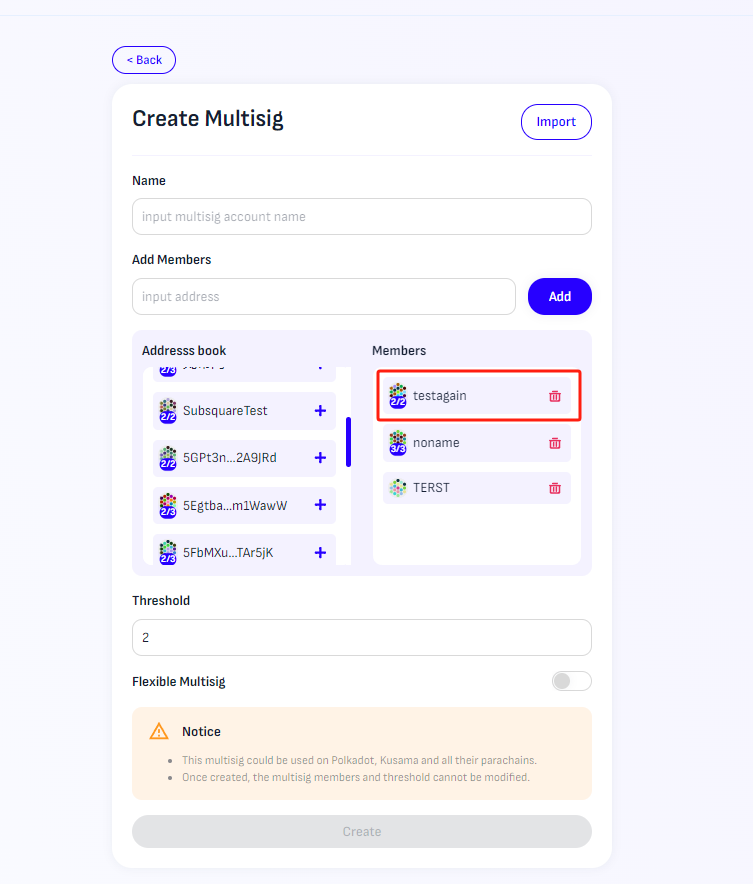 < Back
Create Multisig
Import
Name
input multisig account name
Add Members
input address
Add
Addresss book
Members
2/3
2/2 SubsquareTest +
2/2 5GPt3n...2A9JRd +
2/3 5Egtba...m1WawW +
2/3 5FbMXu...TAr5jK +
2/2 testagain
3/3 noname
TERST
Threshold
2
Flexible Multisig
Notice
• This multisig could be used on Polkadot, Kusama and all their parachains.
• Once created, the multisig members and threshold cannot be modified.
Create